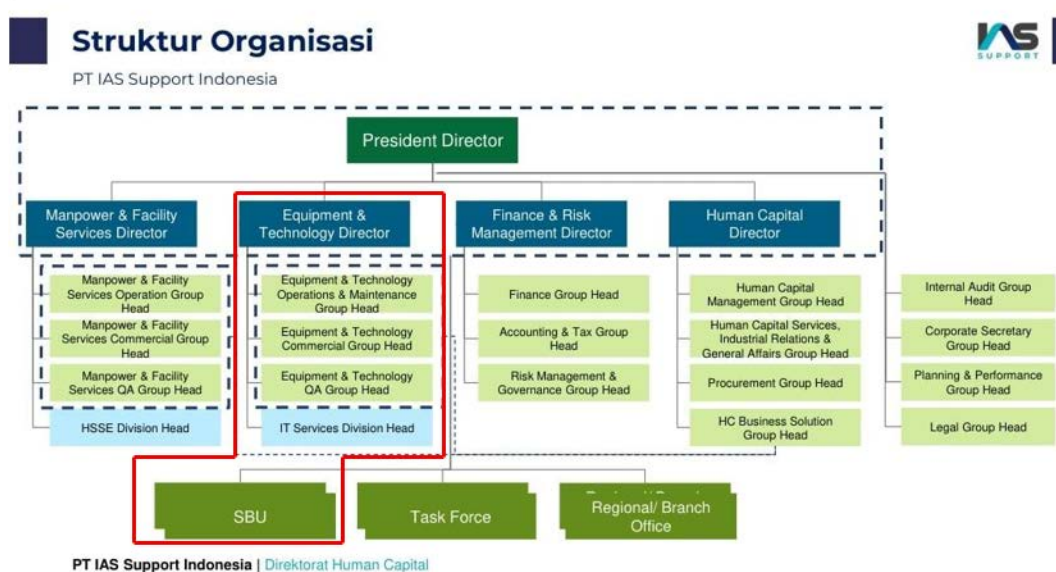 Struktur Organisasi
IAS
SUPPORT
PT IAS Support Indonesia
President Director
Manpower & Facility
Services Director
Equipment &
Technology Director
Finance & Risk
Management Director
Human Capital
Director
Manpower & Facility
Services Operation Group
Head
Manpower & Facility
Services Commercial Group
Head
Manpower & Facility
Services QA Group Head
HSSE Division Head
Equipment & Technology
Operations & Maintenance
Group Head
Equipment & Technology
Commercial Group Head
Equipment & Technology
QA Group Head
IT Services Division Head
Finance Group Head
Accounting & Tax Group
Head
Risk Management &
Governance Group Head
Human Capital
Management Group Head
Human Capital Services,
Industrial Relations &
General Affairs Group Head
Procurement Group Head
HC Business Solution
Group Head
Internal Audit Group
Head
Corporate Secretary
Group Head
Planning & Performance
Group Head
Legal Group Head
SBU
Task Force
Regional/ Branch
Office
PT IAS Support Indonesia | Direktorat Human Capital